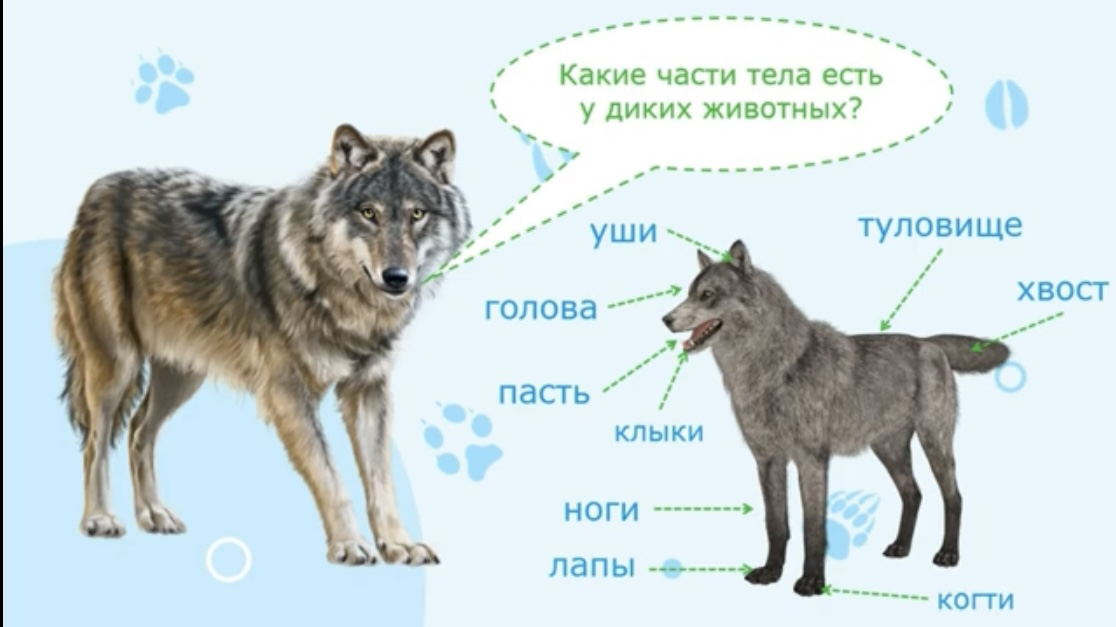 Какие части тела есть
у диких животных?
уши
туловище
хвост
голова
пасть
клыки
ноги
лапы
когти